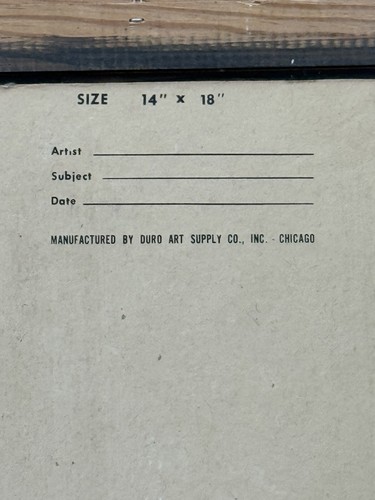 SIZE 14" x 18"
Artist
Subject
Date
MANUFACTURED BY DURO ART SUPPLY CO., INC. - CHICAGO